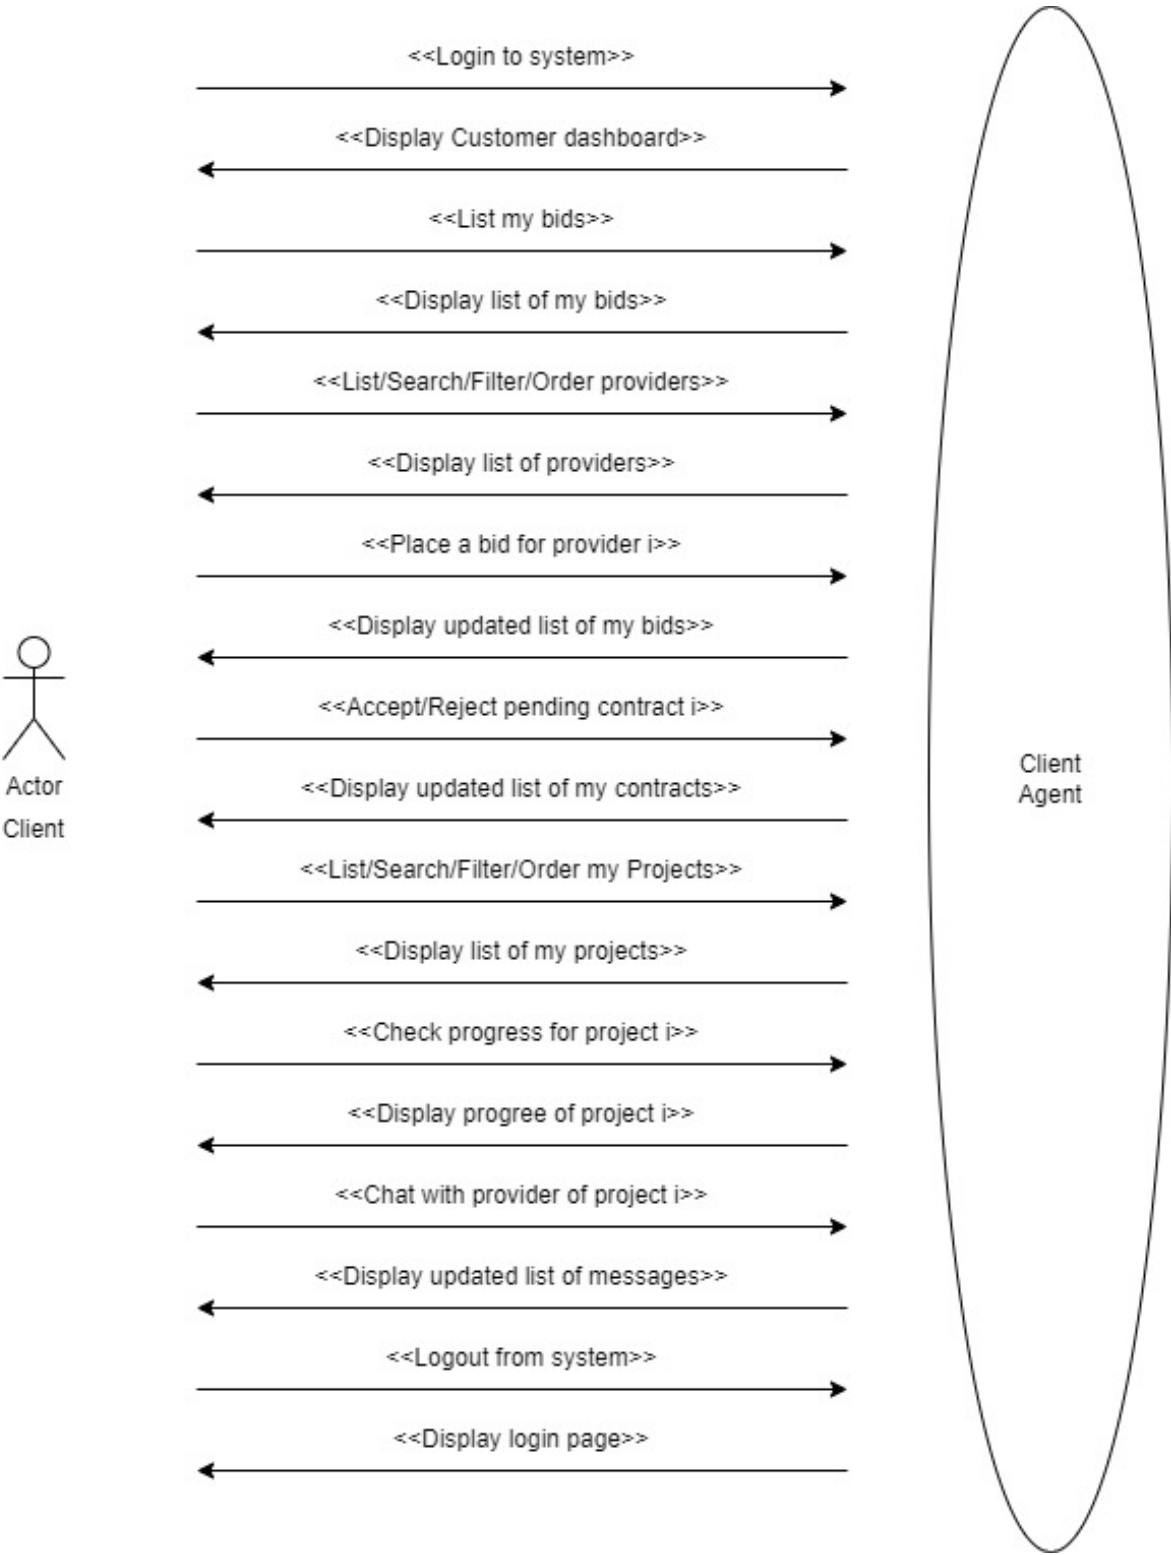 <<Login to system>>
<<Display Customer dashboard>>
<<List my bids>>
<<Display list of my bids>>
<<List/Search/Filter/Order providers>>
<<Display list of providers>>
<<Place a bid for provider i>>
<<Display updated list of my bids>>
<<Accept/Reject pending contract i>>
<<Display updated list of my contracts>>
<<List/Search/Filter/Order my Projects>>
<<Display list of my projects>>
<<Check progress for project i>>
<<Display progree of project i>>
<<Chat with provider of project i>>
<<Display updated list of messages>>
<<Logout from system>>
<<Display login page>>
Actor
Client
Client
Agent